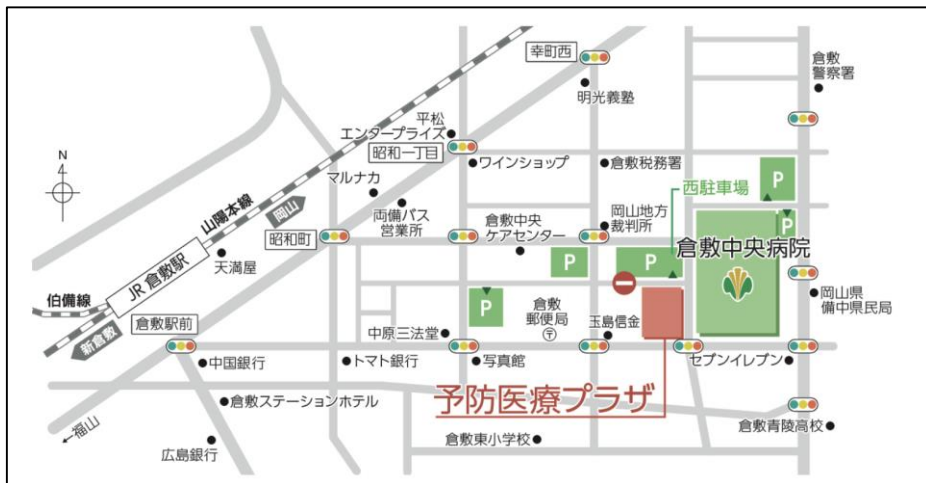 幸町西
倉敷
警察署
明光義塾
平松
エンタープライズ
昭和一丁目
ワインショップ
倉敷税務署
N
マルナカ
西駐車場
P
山陽本線
岡山
両備バス
営業所
倉敷中央
ケアセンター
岡山地方
裁判所
P
昭和町
倉敷中央病院
天満屋
P
P
JR 倉敷駅
岡山県
備中県民局
伯備線
P
倉敷
郵便局
〒
玉島信金
新倉敷
倉敷駅前
中原三法堂
中国銀行
トマト銀行
写真館
セブンイレブン
予防医療プラザ
倉敷ステーションホテル
←福山
広島銀行
倉敷東小学校
倉敷青陵高校